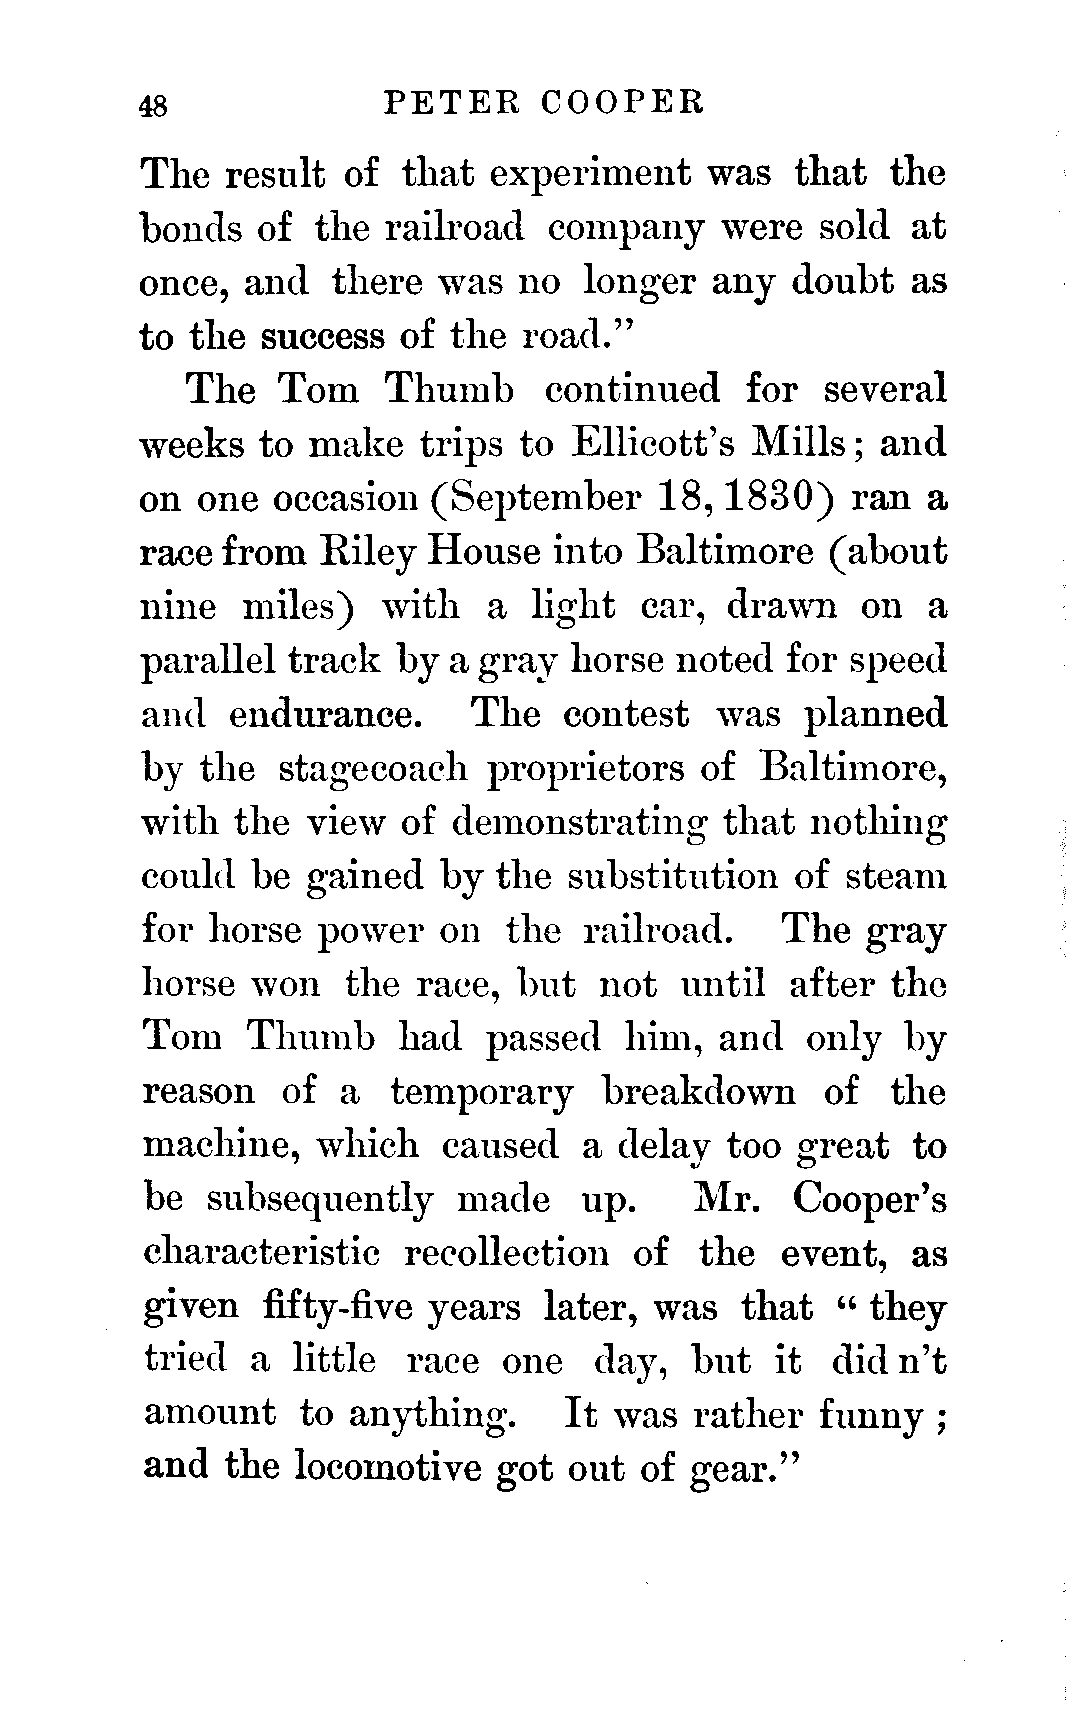 48 PETER COOPER
The result of that experiment was that the
bonds of the railroad company were sold at
once, and there was no longer any doubt as
to the success of the road.”
The Tom Thumb continued for several
weeks to make trips to Ellicott’s Mills; and
on one occasion (September 18, 1830) ran a
race from Riley House into Baltimore (about
nine miles) with a light car, drawn on a
parallel track by a gray horse noted for speed
and endurance. The contest was planned
by the stagecoach proprietors of Baltimore,
with the view of demonstrating that nothing
could be gained by the substitution of steam
for horse power on the railroad. The gray
horse won the race, but not until after the
Tom Thumb had passed him, and only by
reason of a temporary breakdown of the
machine, which caused a delay too great to
be subsequently made up. Mr. Cooper’s
characteristic recollection of the event, as
given fifty-five years later, was that “ they
tried a little race one day, but it did n’t
amount to anything. It was rather funny ;
and the locomotive got out of gear.”